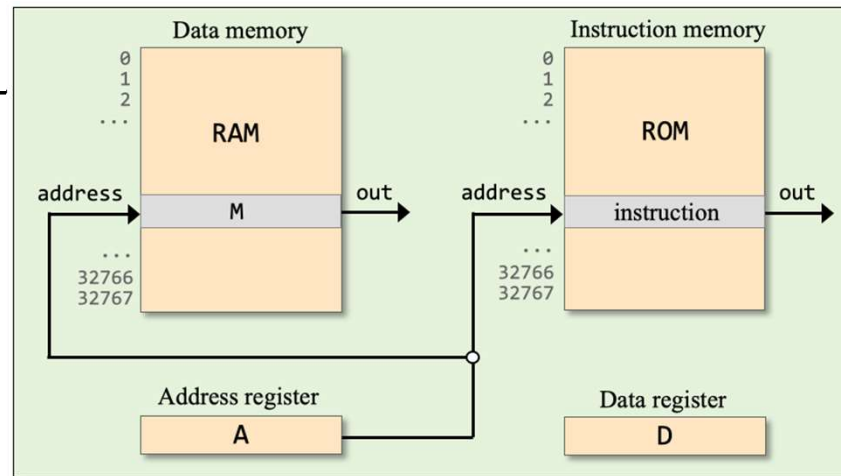 Data memory
0
1
2
...
RAM
address
M
out
...
32766
32767
Instruction memory
0
1
2
...
ROM
address
instruction
out
...
32766
32767
Address register
A
Data register
D